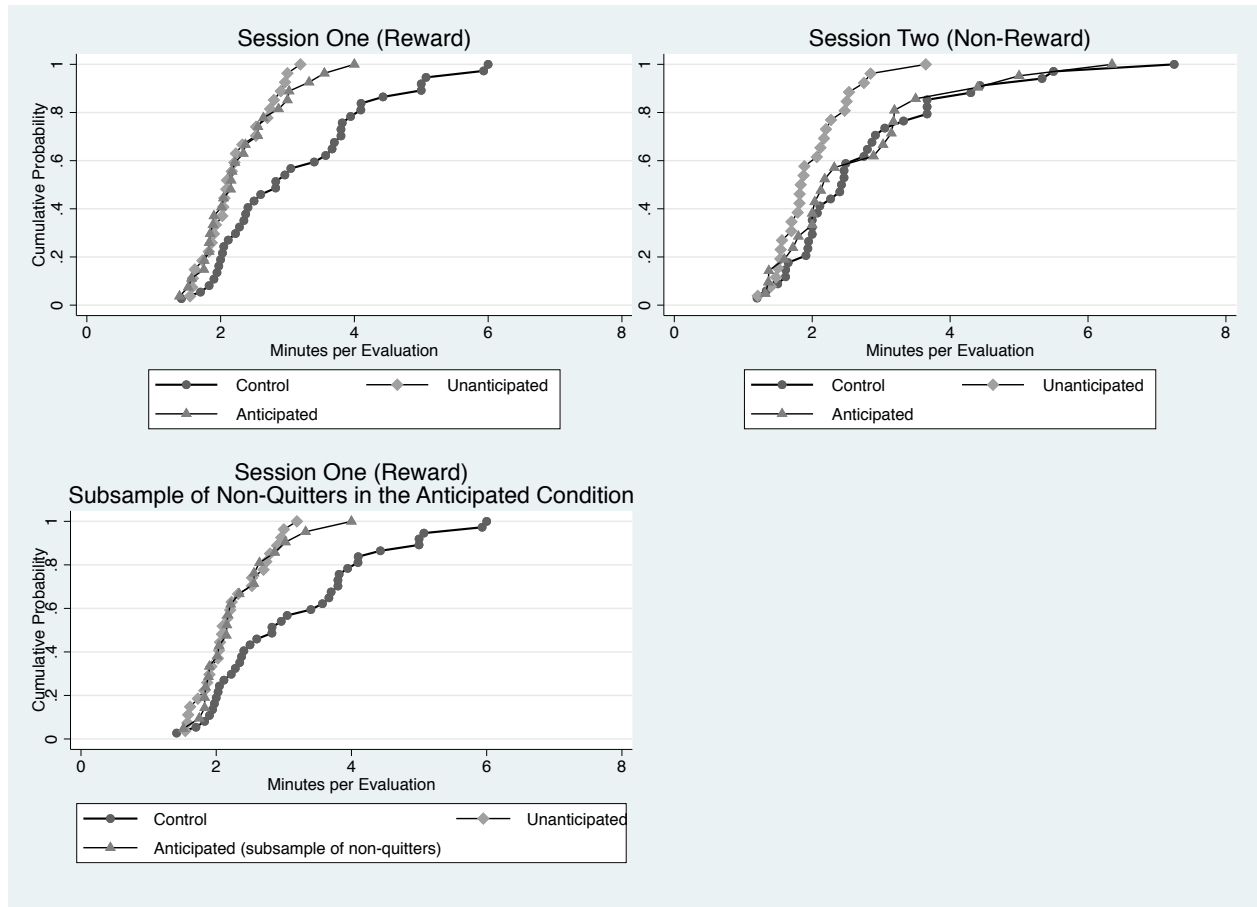 Session One (Reward)
Cumulative Probability
0 .2 .4 .6 .8 1
0 2 4 6 8
Minutes per Evaluation
Control Unanticipated
Anticipated
Session Two (Non-Reward)
0 .2 .4 .6 .8 1
0 2 4 6 8
Minutes per Evaluation
Control Unanticipated
Anticipated
Session One (Reward)
Subsample of Non-Quitters in the Anticipated Condition
Cumulative Probability
0 .2 .4 .6 .8 1
0 2 4 6 8
Minutes per Evaluation
Control Unanticipated
Anticipated (subsample of non-quitters)